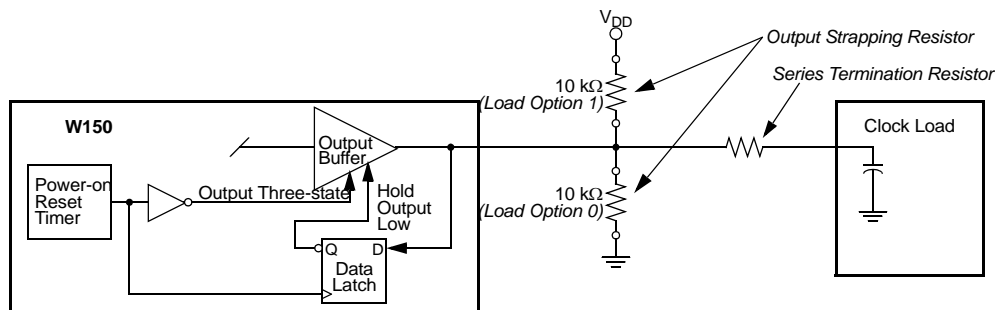 V_DD
Output Strapping Resistor
Series Termination Resistor
10 kΩ
(Load Option 1)
W150
Clock Load
Output
Buffer
Power-on
Reset
Timer
Output Three-state
Hold
Output
Low
10 kΩ
(Load Option 0)
Q D
Data
Latch